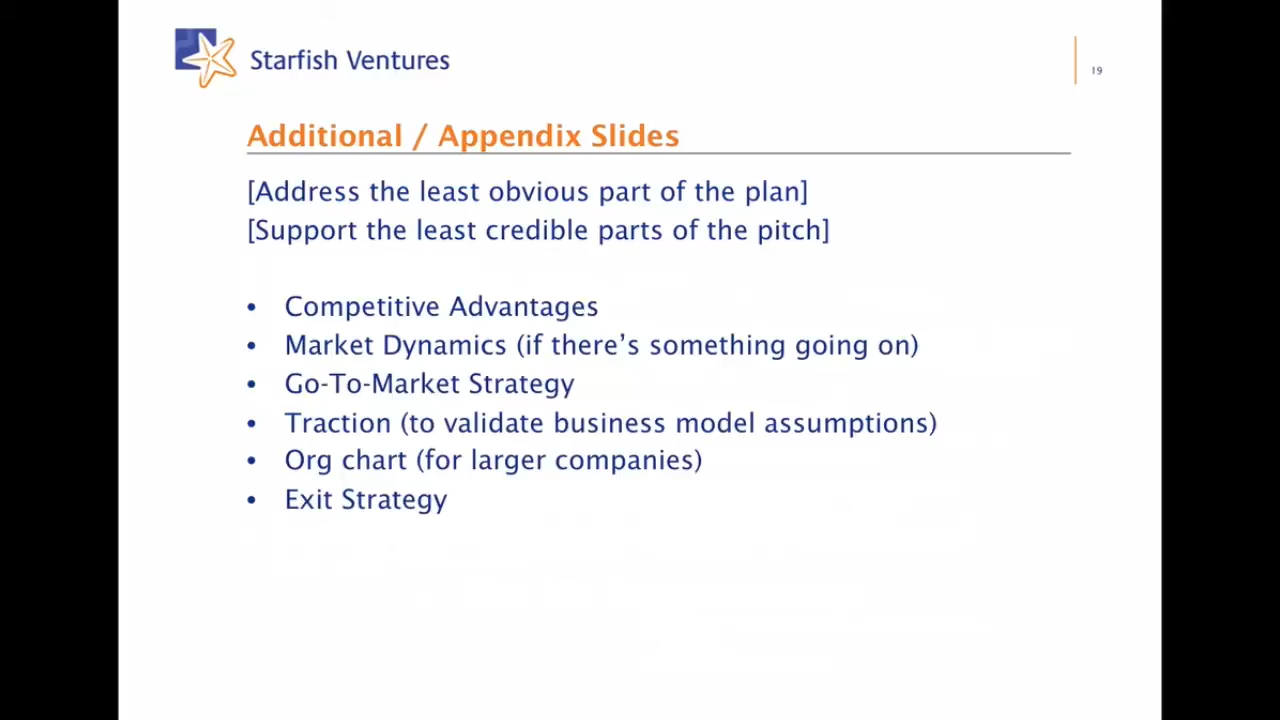 Starfish Ventures
19
Additional / Appendix Slides
[Address the least obvious part of the plan]
[Support the least credible parts of the pitch]
• Competitive Advantages
• Market Dynamics (if there’s something going on)
• Go-To-Market Strategy
• Traction (to validate business model assumptions)
• Org chart (for larger companies)
• Exit Strategy